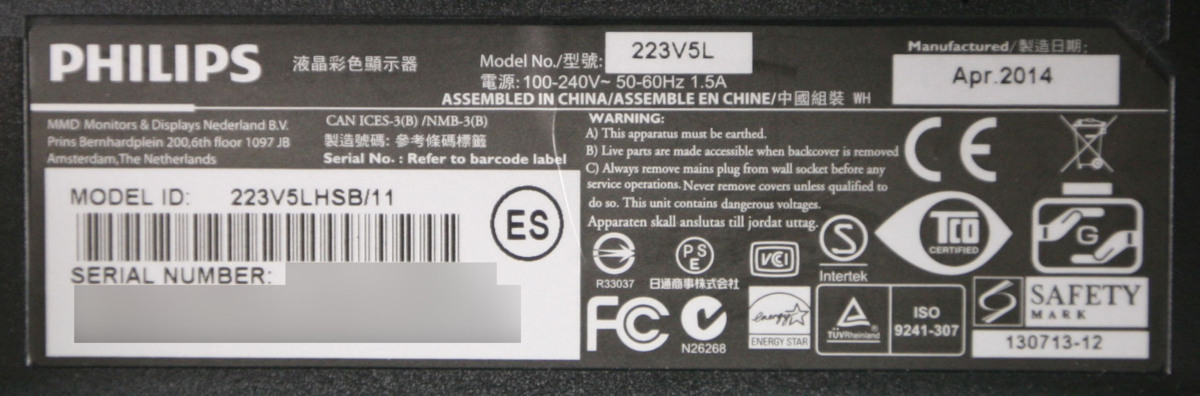 PHILIPS 液晶彩色顯示器
Model No./型號: 223V5L
電源: 100-240V~ 50-60Hz 1.5A
ASSEMBLED IN CHINA/ASSEMBLE EN CHINE/中國組裝 WH
Manufactured/製造日期:
Apr.2014
MMD Monitors & Displays Nederland B.V.
Prins Bernhardplein 200,6th floor 1097 JB
Amsterdam,The Netherlands
CAN ICES-3(B) /NMB-3(B)
製造號碼: 參考條碼標籤
Serial No. : Refer to barcode label
MODEL ID: 223V5LHSB/11
ES
SERIAL NUMBER:
WARNING:
A) This apparatus must be earthed.
B) Live parts are made accessible when backcover is removed
C) Always remove mains plug from wall socket before any
service operations. Never remove covers unless qualified to
do so. This unit contains dangerous voltages.
Apparaten skall anslutas till jordat uttag.
CE
R33037
PSE
日通商事株式会社
VCI
S
Intertek
TCO
CERTIFIED
G
FC
N26268
energy
ENERGY STAR
TÜVRheinland
ISO
9241-307
S
SAFETY
MARK
130713-12